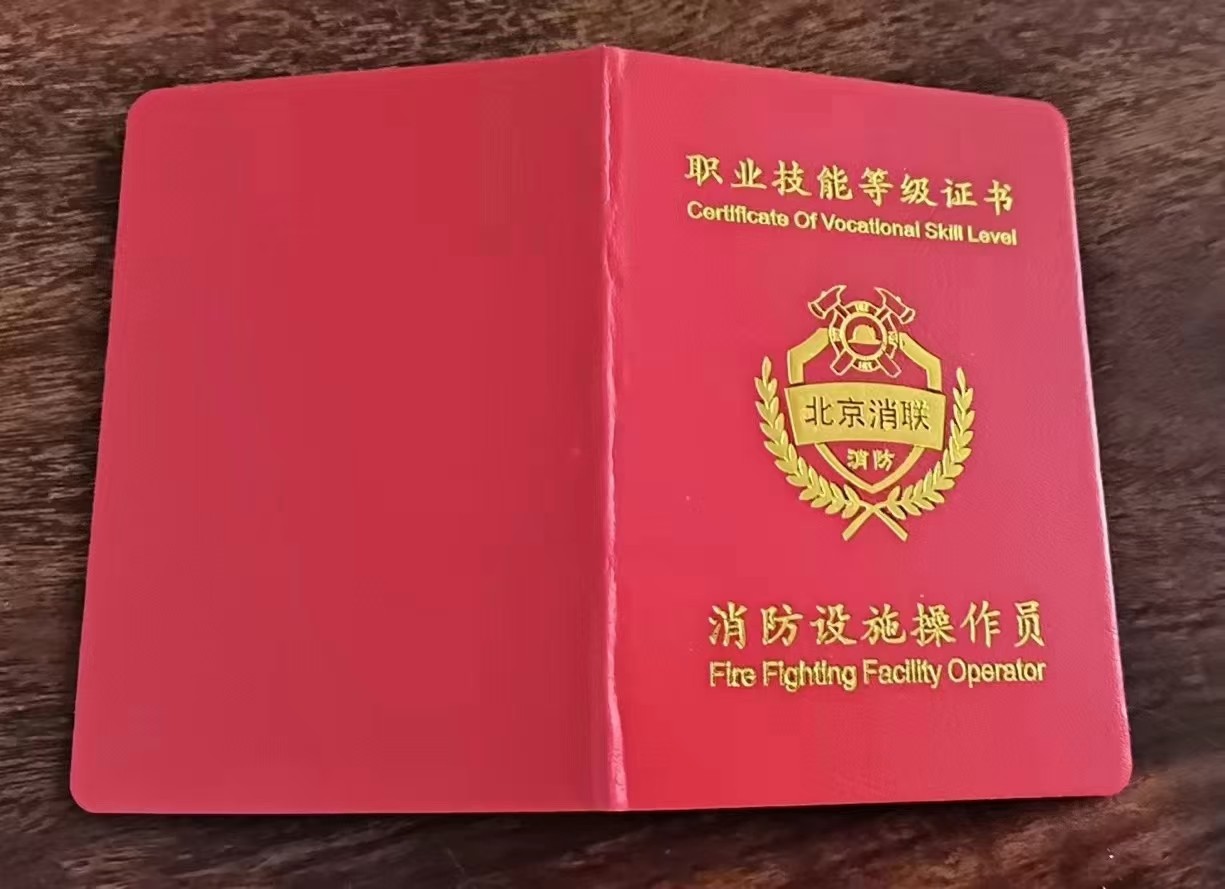 职业技能等级证书
Certificate Of Vocational Skill Level
北京消联
消防
消防设施操作员
Fire Fighting Facility Operator